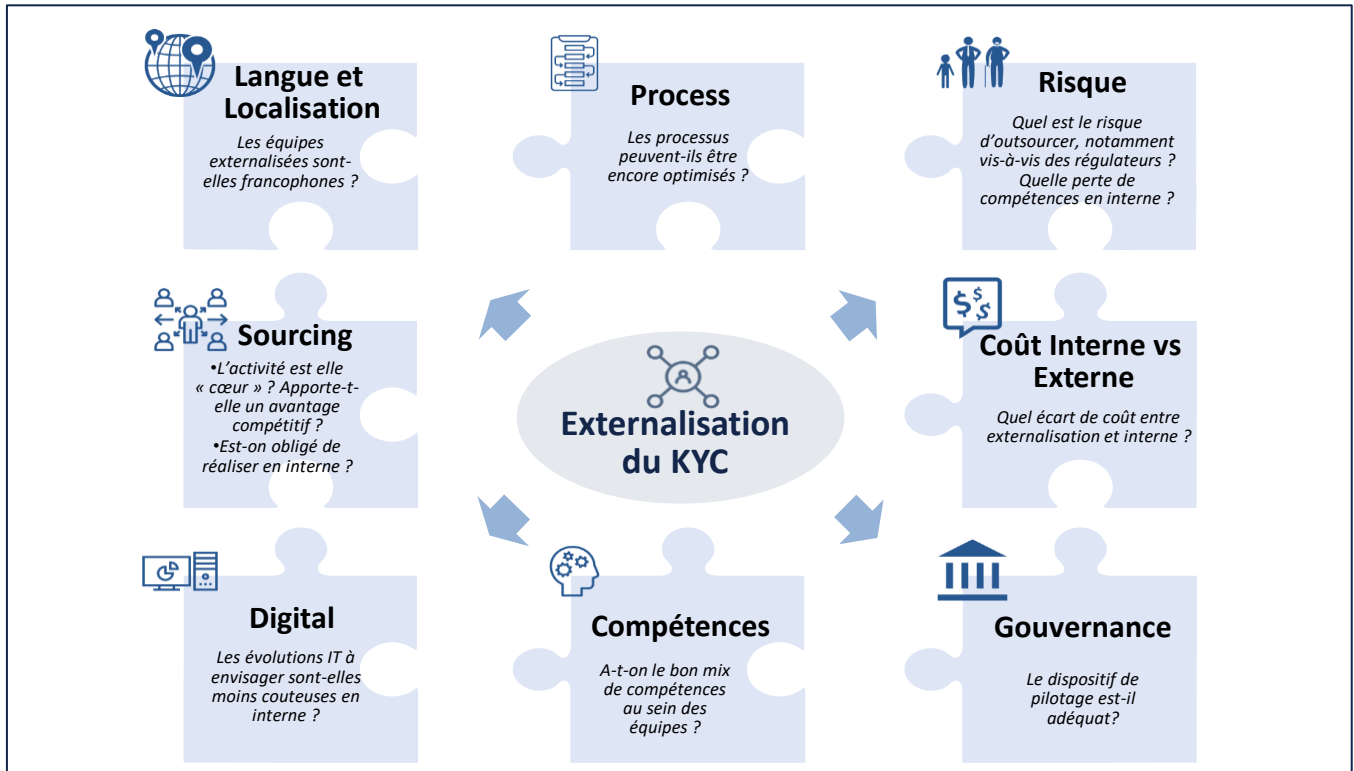 Langue et
Localisation
Les équipes
externalisées sont-
elles francophones ?
Process
Les processus
peuvent-ils être
encore optimisés ?
Risque
Quel est le risque
d’outsourcer, notamment
vis-à-vis des régulateurs ?
Quelle perte de
compétences en interne ?
Sourcing
•L’activité est elle
« cœur » ? Apporte-t-
elle un avantage
compétitif ?
•Est-on obligé de
réaliser en interne ?
Externalisation
du KYC
$ $ $
Coût Interne vs
Externe
Quel écart de coût entre
externalisation et interne ?
Digital
Les évolutions IT à
envisager sont-elles
moins couteuses en
interne ?
Compétences
A-t-on le bon mix
de compétences
au sein des
équipes ?
Gouvernance
Le dispositif de
pilotage est-il
adéquat?